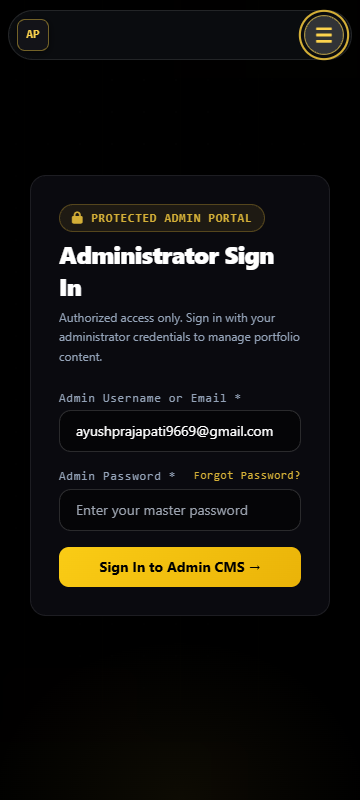 AP
PROTECTED ADMIN PORTAL
Administrator Sign
In
Authorized access only. Sign in with your
administrator credentials to manage portfolio
content.
Admin Username or Email *
ayushprajapati9669@gmail.com
Admin Password * Forgot Password?
Enter your master password
Sign In to Admin CMS →